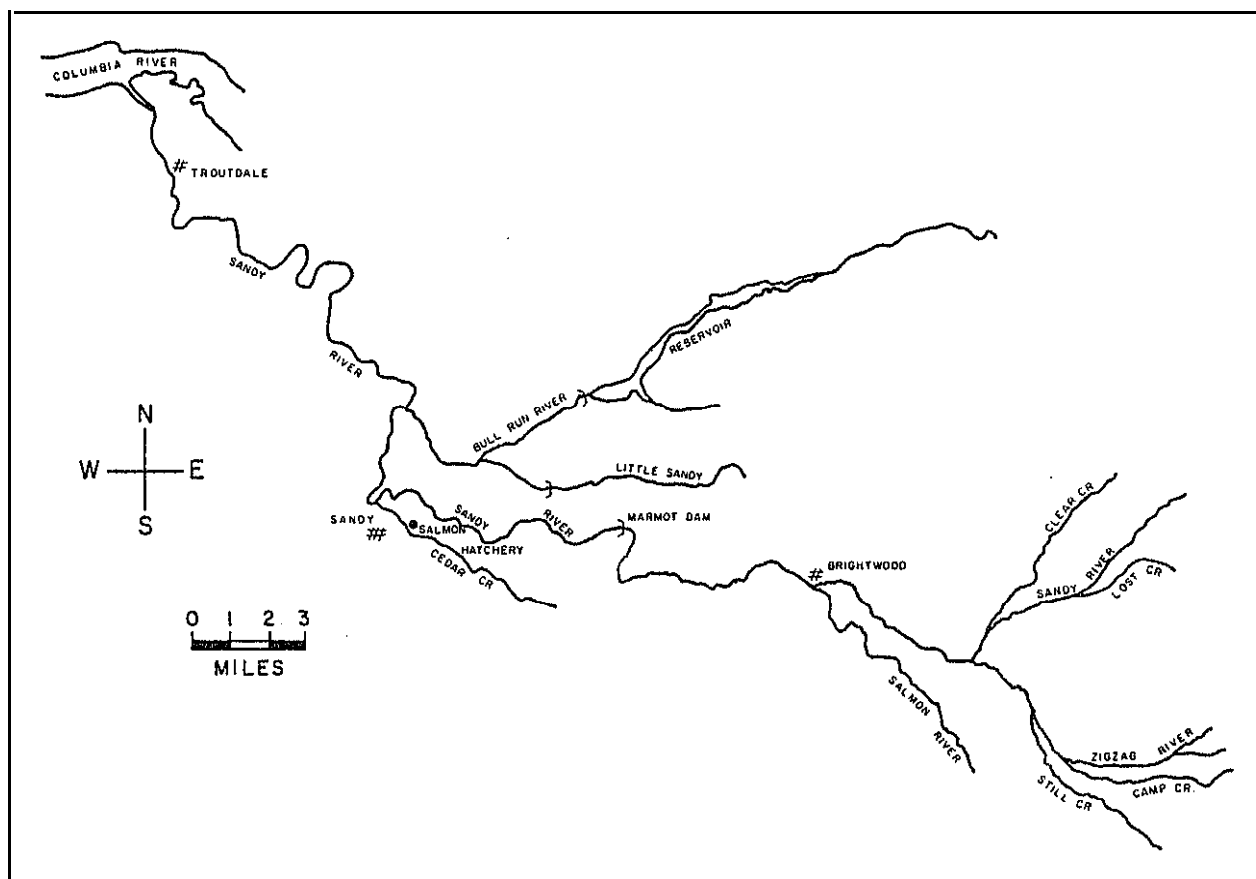 COLUMBIA RIVER
# TROUTDALE
SANDY
RIVER
RESERVOIR
BULL RUN RIVER
LITTLE SANDY
N
W E
S
SANDY
SALMON
HATCHERY
CEDAR CR
SANDY
RIVER
MARMOT DAM
# BRIGHTWOOD
CLEAR CR
SANDY RIVER
LOST CR
0 1 2 3
MILES
SALMON
RIVER
ZIGZAG RIVER
CAMP CR.
STILL CR